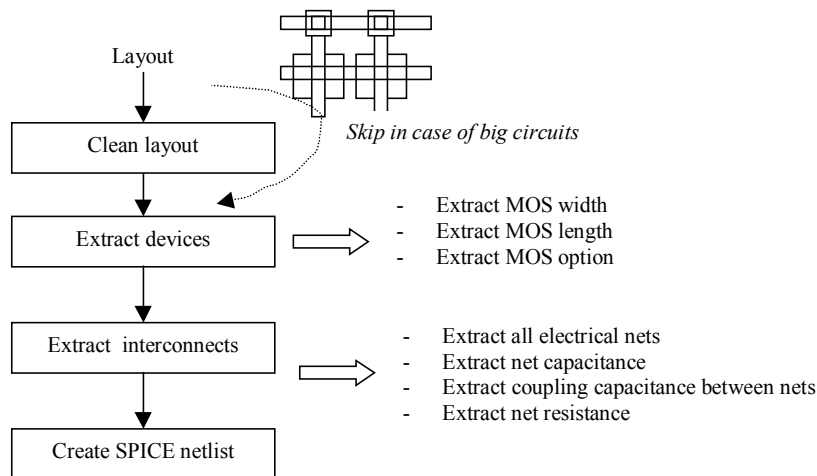 Layout
Skip in case of big circuits
Clean layout
Extract devices
- Extract MOS width
- Extract MOS length
- Extract MOS option
Extract interconnects
- Extract all electrical nets
- Extract net capacitance
- Extract coupling capacitance between nets
- Extract net resistance
Create SPICE netlist